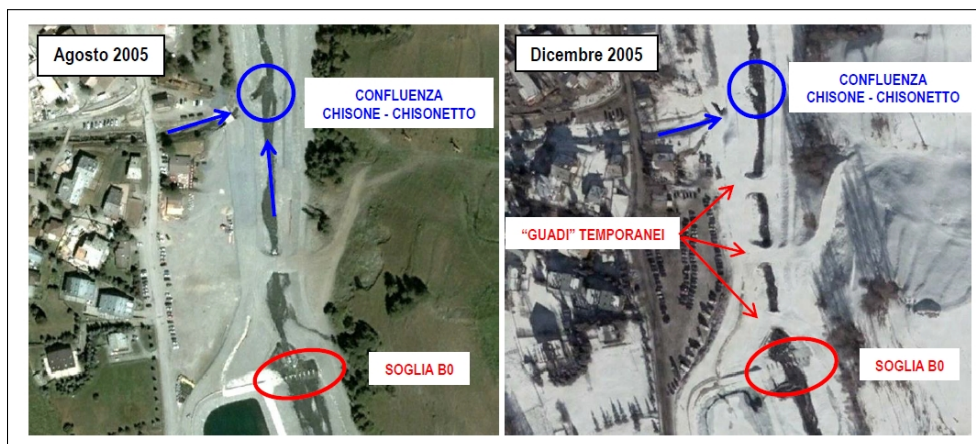 Agosto 2005
CONFLUENZA
CHISONE - CHISONETTO
SOGLIA B0
Dicembre 2005
CONFLUENZA
CHISONE - CHISONETTO
“GUADI” TEMPORANEI
SOGLIA B0